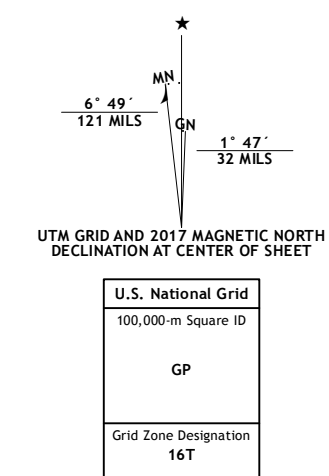 ★
MN
6° 49´
121 MILS
GN
1° 47´
32 MILS
UTM GRID AND 2017 MAGNETIC NORTH
DECLINATION AT CENTER OF SHEET
U.S. National Grid
100,000-m Square ID
GP
Grid Zone Designation
16T